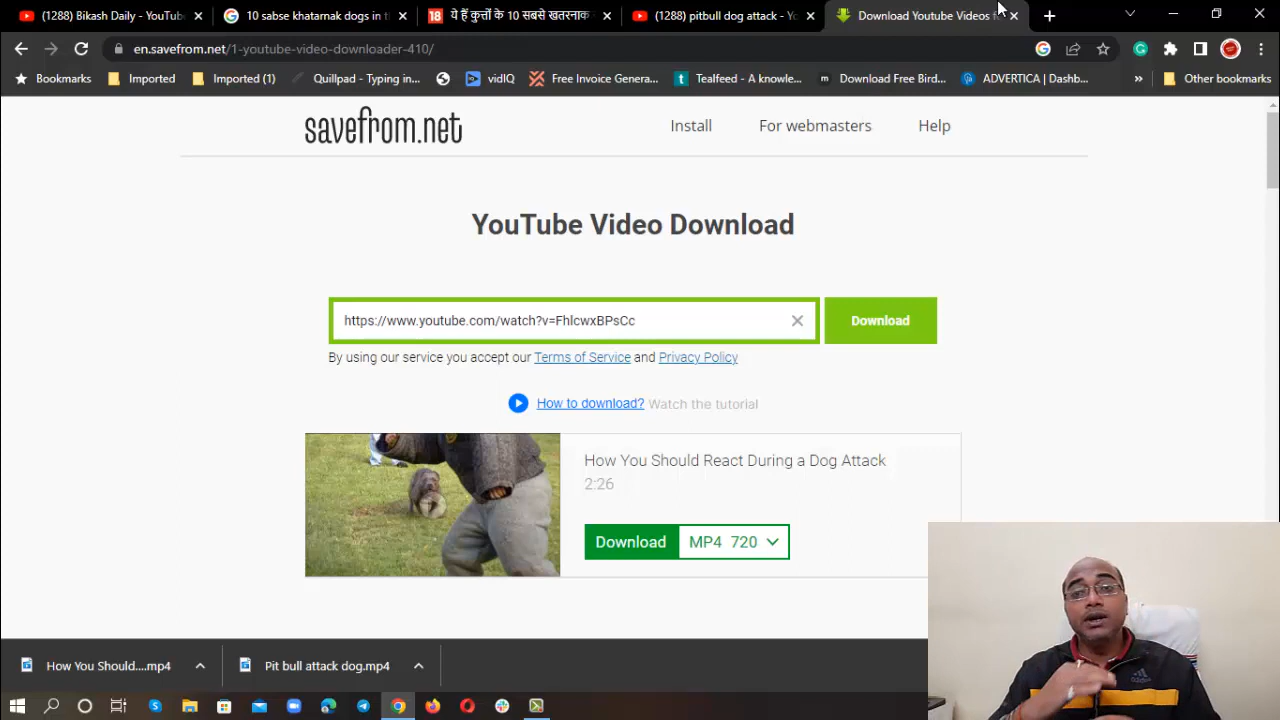 (1288) Bikash Daily - YouTube
10 sabse khatarnak dogs in t
18 ये हैं कुत्तों के 10 सबसे खतरनाक
(1288) pitbull dog attack - Yo
Download Youtube Videos f
en.savefrom.net/1-youtube-video-downloader-410/
Bookmarks
Imported
Imported (1)
Quillpad - Typing in...
vidIQ
Free Invoice Genera...
t Tealfeed - A knowle...
m Download Free Bird...
ADVERTICA | Dashb...
»
Other bookmarks
savefrom.net
Install
For webmasters
Help
YouTube Video Download
https://www.youtube.com/watch?v=FhlcwxBPsCc
Download
By using our service you accept our Terms of Service and Privacy Policy
How to download? Watch the tutorial
How You Should React During a Dog Attack
2:26
Download MP4 720
How You Should....mp4
Pit bull attack dog.mp4